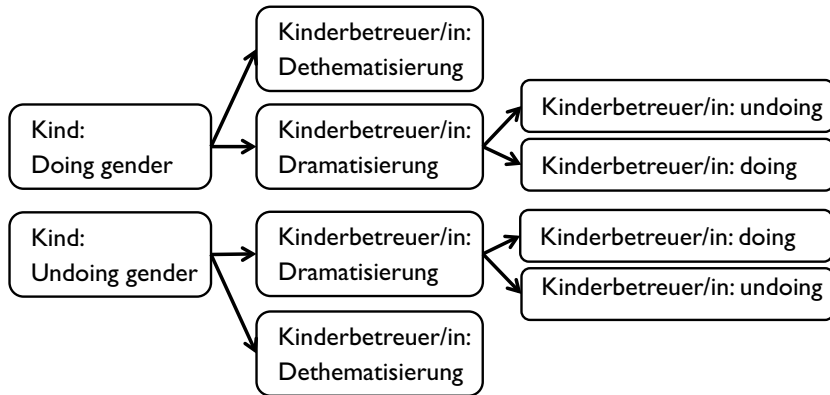 Kinderbetreuer/in:
Dethematisierung
Kind:
Doing gender
Kinderbetreuer/in:
Dramatisierung
Kinderbetreuer/in: undoing
Kinderbetreuer/in: doing
Kind:
Undoing gender
Kinderbetreuer/in:
Dramatisierung
Kinderbetreuer/in: doing
Kinderbetreuer/in: undoing
Kinderbetreuer/in:
Dethematisierung